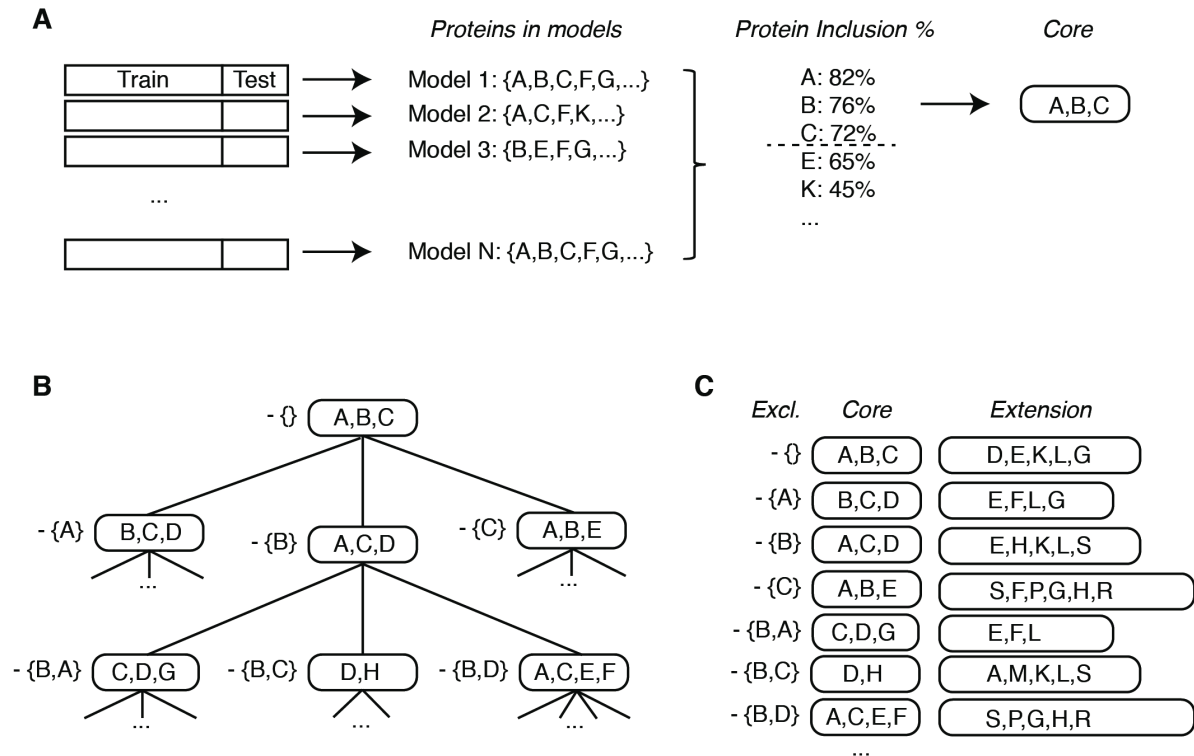 A
Proteins in models
Protein Inclusion %
Core
Train
Test
Model 1: {A,B,C,F,G,...}
Model 2: {A,C,F,K,...}
Model 3: {B,E,F,G,...}
...
Model N: {A,B,C,F,G,...}
A: 82%
B: 76%
C: 72%
E: 65%
K: 45%
...
A,B,C
B
- {} A,B,C
- {A} B,C,D
- {B} A,C,D
- {C} A,B,E
...
...
- {B,A} C,D,G
- {B,C} D,H
- {B,D} A,C,E,F
...
...
...
C
Excl. Core Extension
- {} A,B,C D,E,K,L,G
- {A} B,C,D E,F,L,G
- {B} A,C,D E,H,K,L,S
- {C} A,B,E S,F,P,G,H,R
- {B,A} C,D,G E,F,L
- {B,C} D,H A,M,K,L,S
- {B,D} A,C,E,F S,P,G,H,R
...